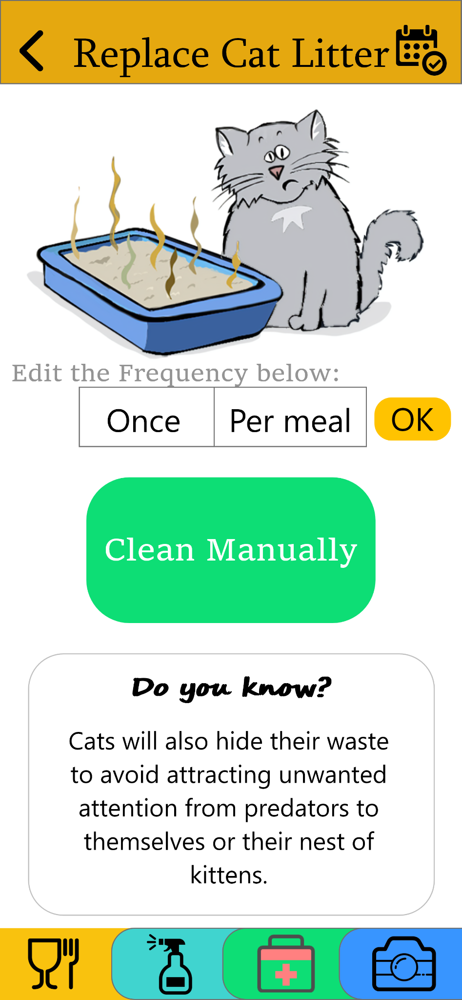 Replace Cat Litter
Edit the Frequency below:
Once Per meal OK
Clean Manually
Do you know?
Cats will also hide their waste
to avoid attracting unwanted
attention from predators to
themselves or their nest of
kittens.